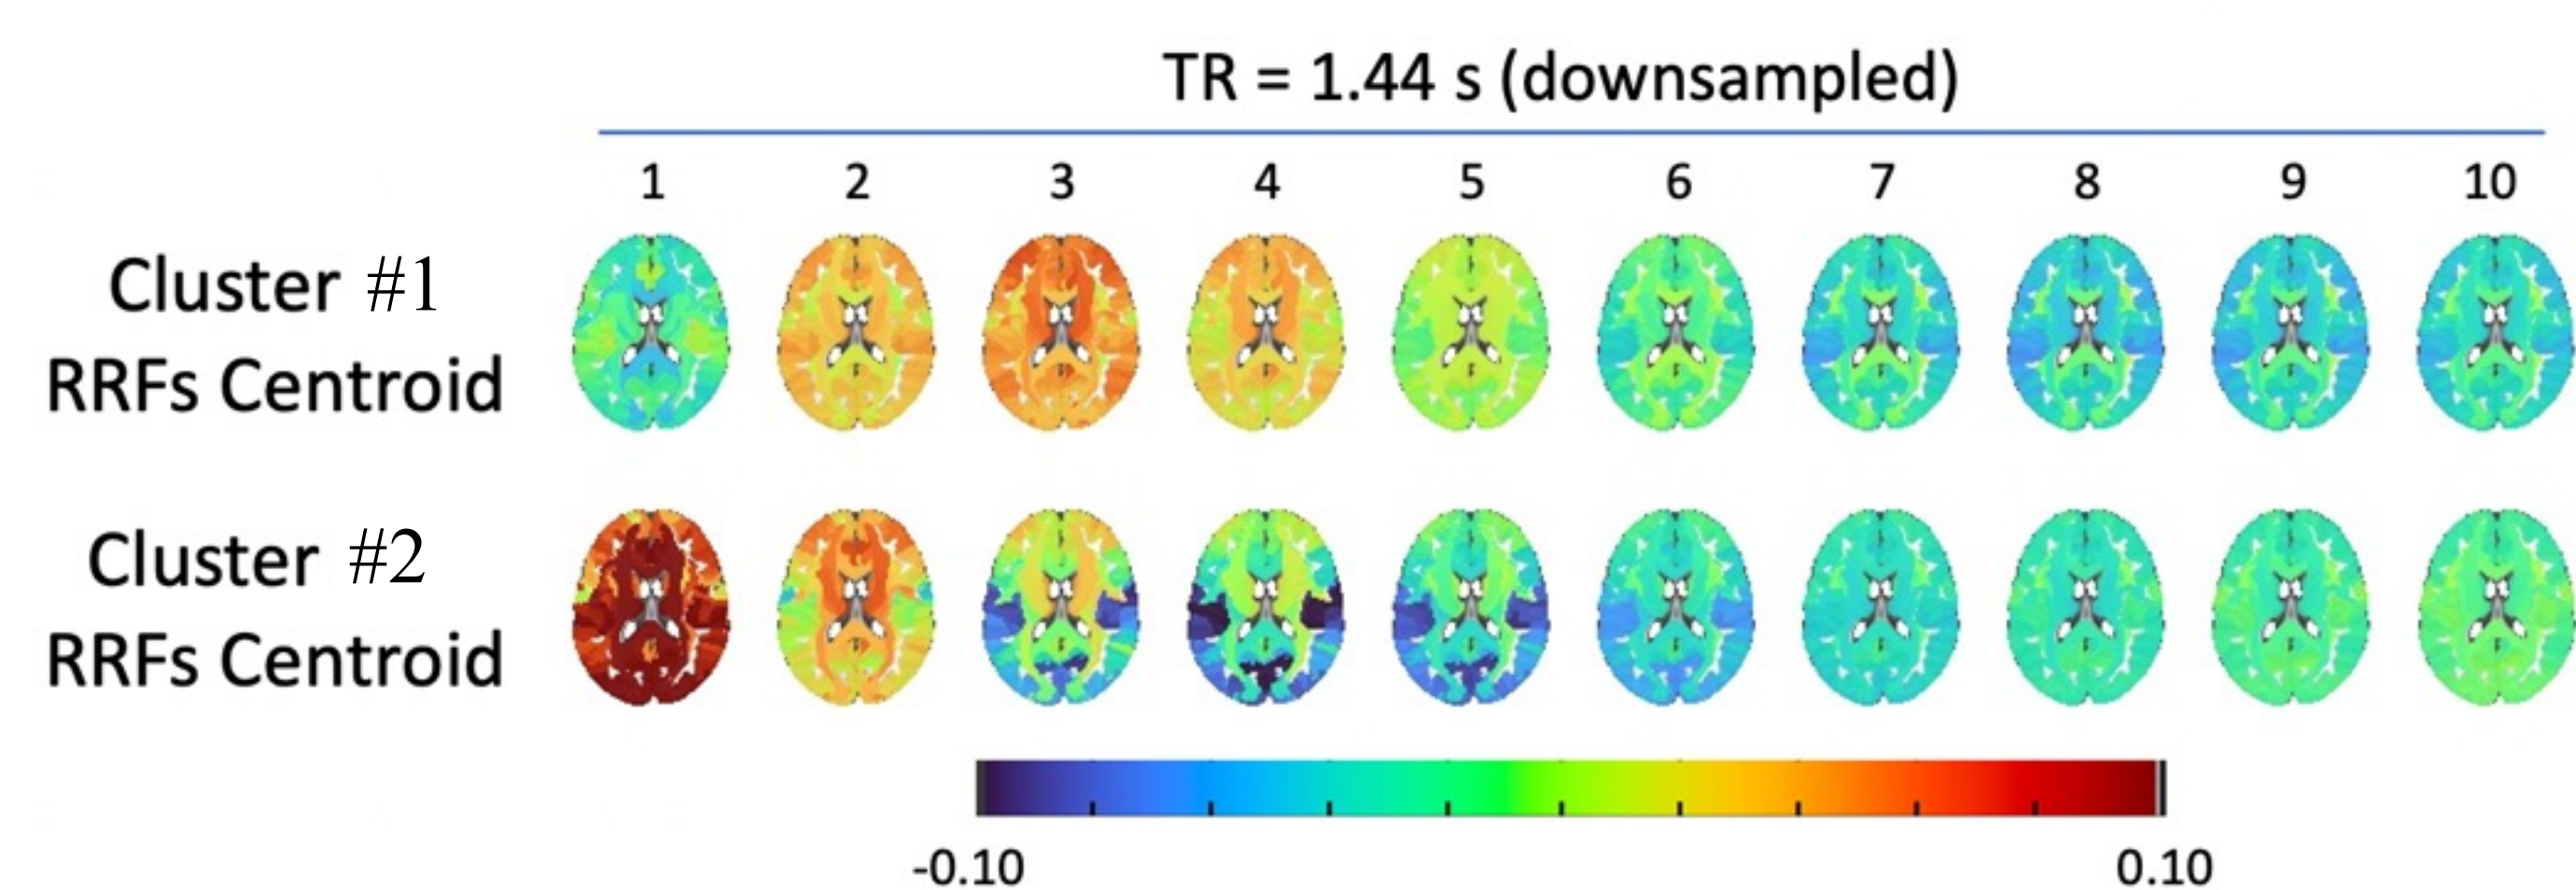 TR = 1.44 s (downsampled)
1 2 3 4 5 6 7 8 9 10
Cluster #1
RRFs Centroid
Cluster #2
RRFs Centroid
-0.10 0.10